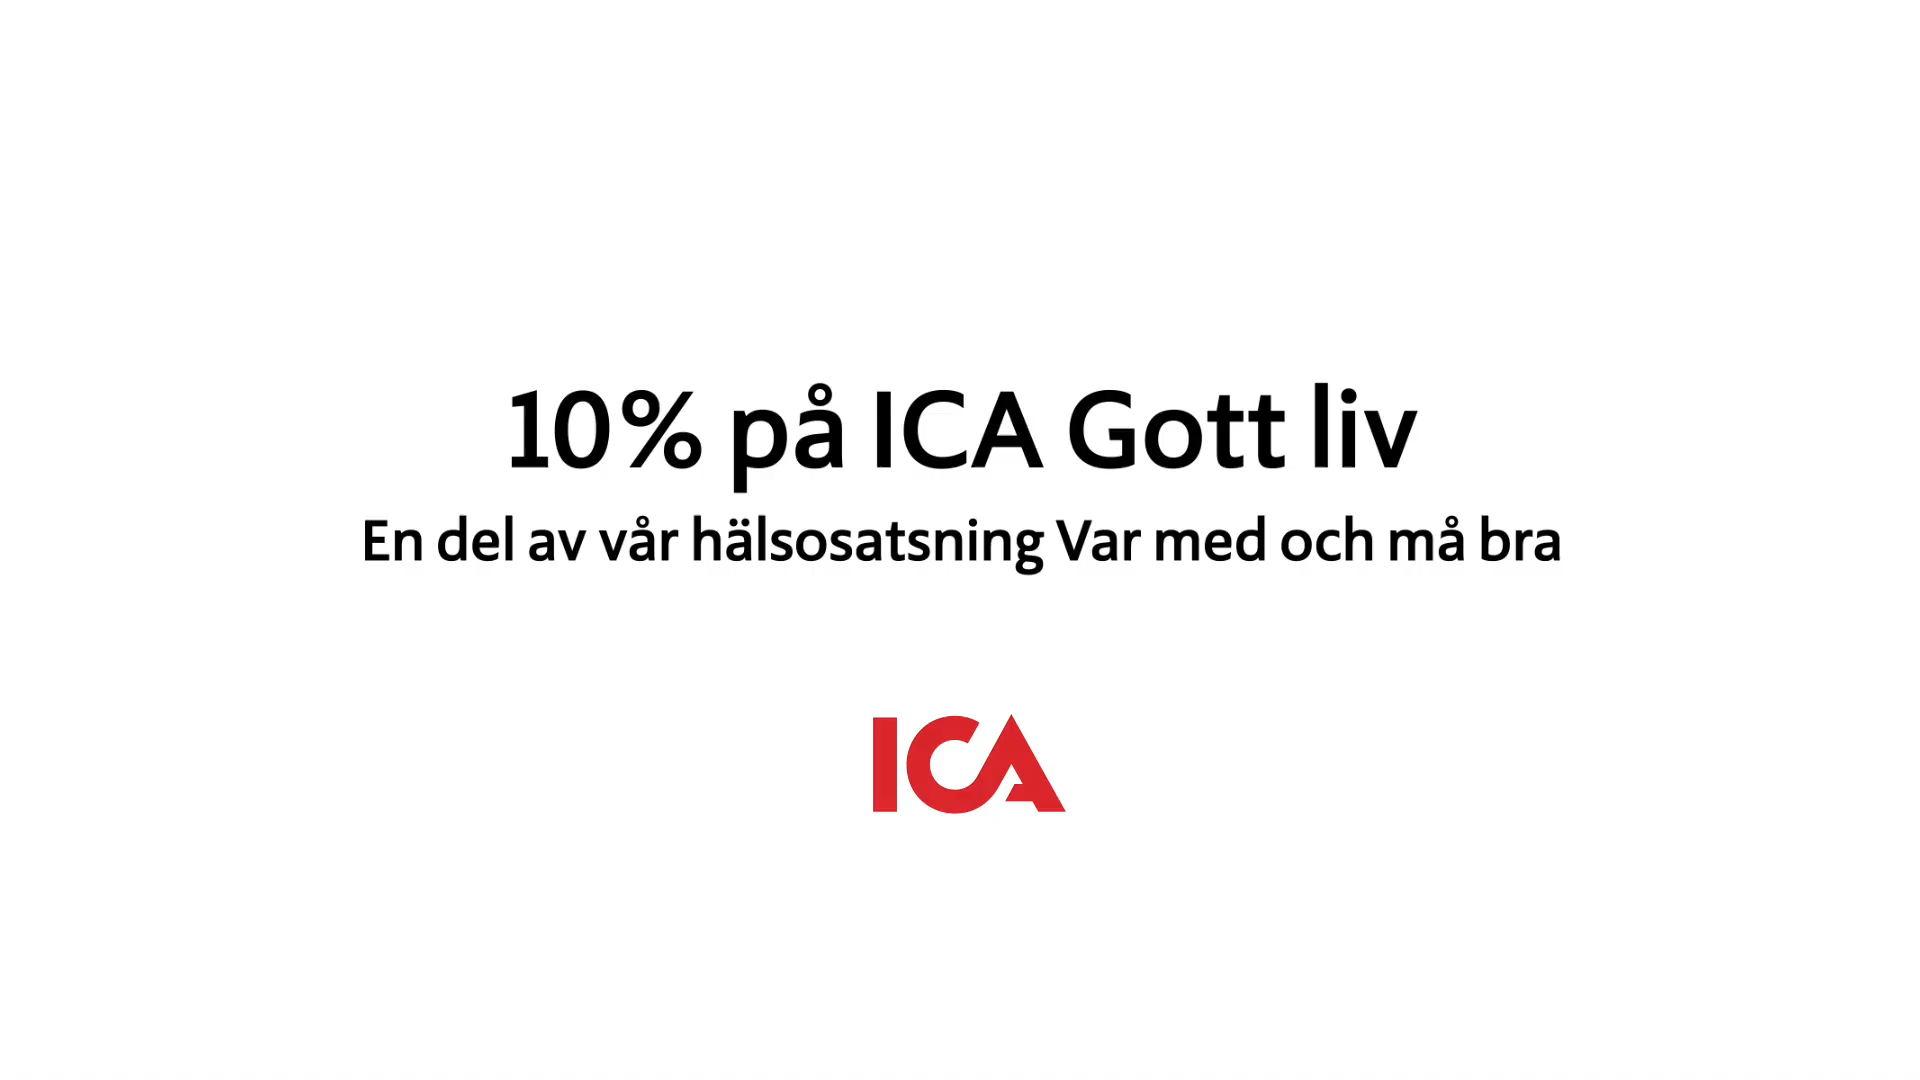 10% på ICA Gott liv
En del av vår hälsosatsning Var med och må bra
ICA